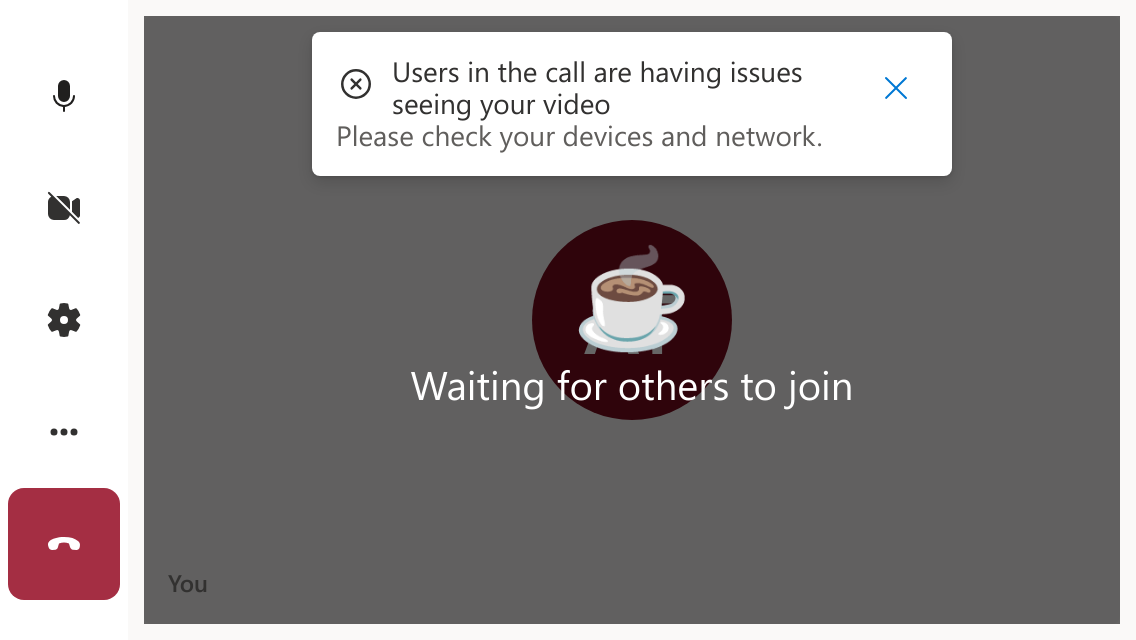 Users in the call are having issues
seeing your video
Please check your devices and network.
Waiting for others to join
You